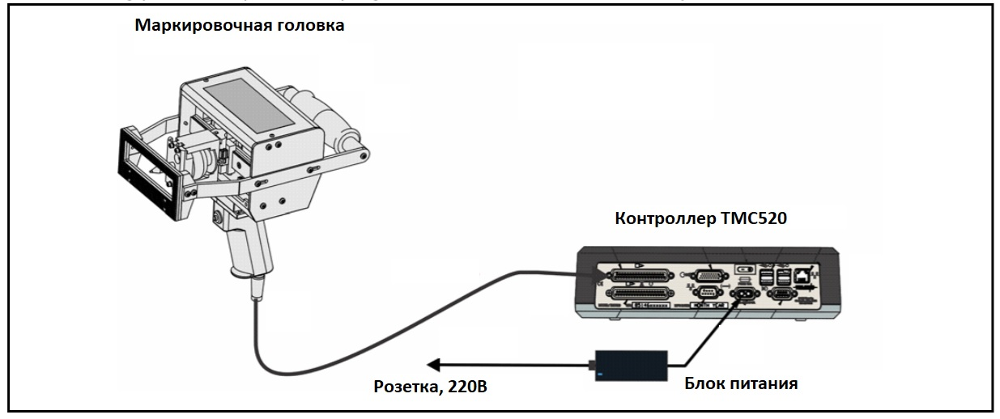 Маркировочная головка
Контроллер TMC520
Розетка, 220В
Блок питания